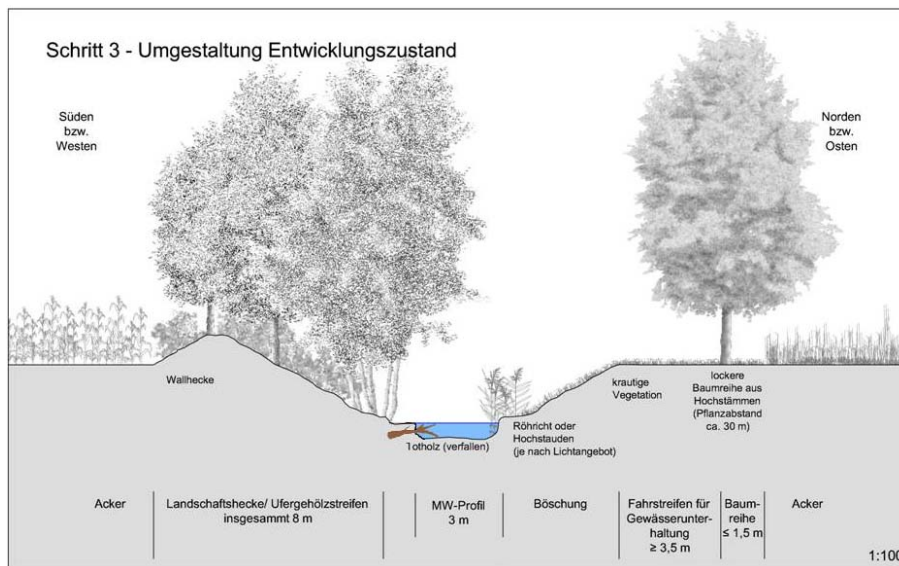 Schritt 3 - Umgestaltung Entwicklungszustand
Süden
bzw.
Westen
Norden
bzw.
Osten
Wallhecke
krautige
Vegetation
lockere
Baumreihe aus
Hochstämmen
(Pflanzabstand
ca. 30 m)
Röhricht oder
Hochstauden
(je nach Lichtangebot)
Totholz (verfallen)
Acker
Landschaftshecke/ Ufergehölzstreifen
insgesammt 8 m
MW-Profil
3 m
Böschung
Fahrstreifen für
Gewässerunter-
haltung
≥ 3,5 m
Baum-
reihe
≤ 1,5 m
Acker
1:100